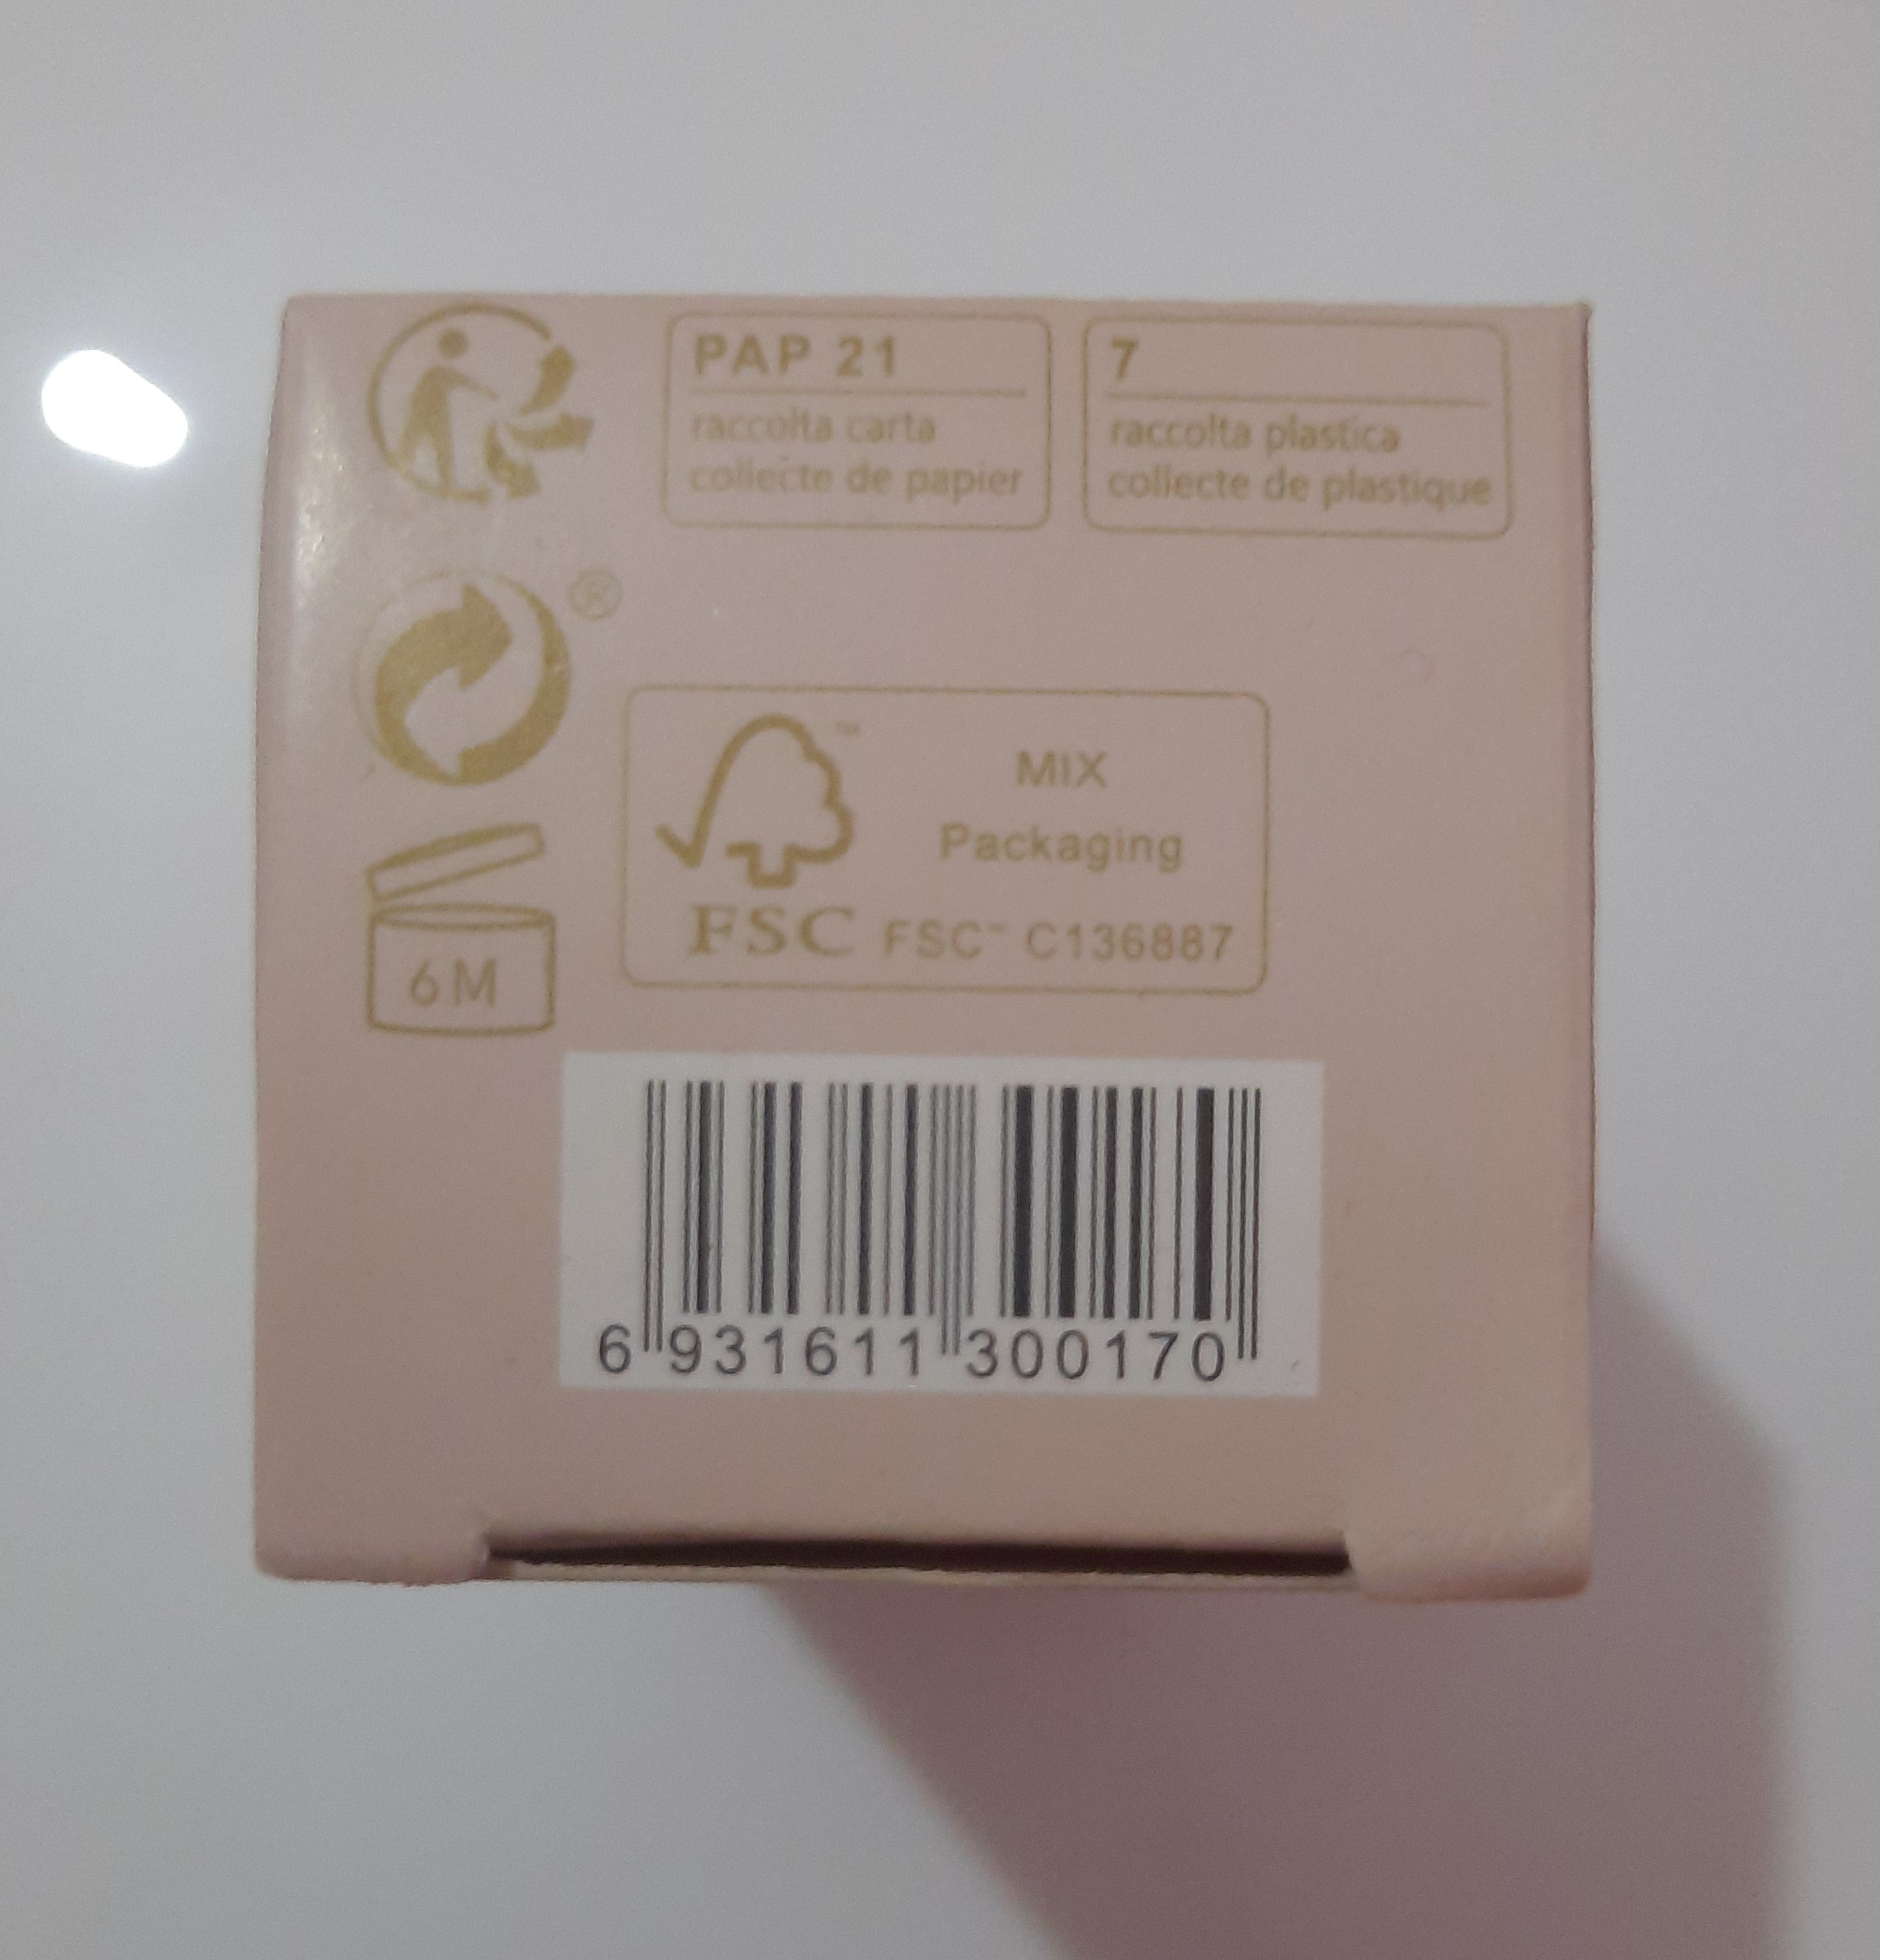 PAP 21
raccolta carta
collecte de papier
7
raccolta plastica
collecte de plastique
®
™
MIX
Packaging
FSC
FSC™ C136887
6M
6 931611 300170